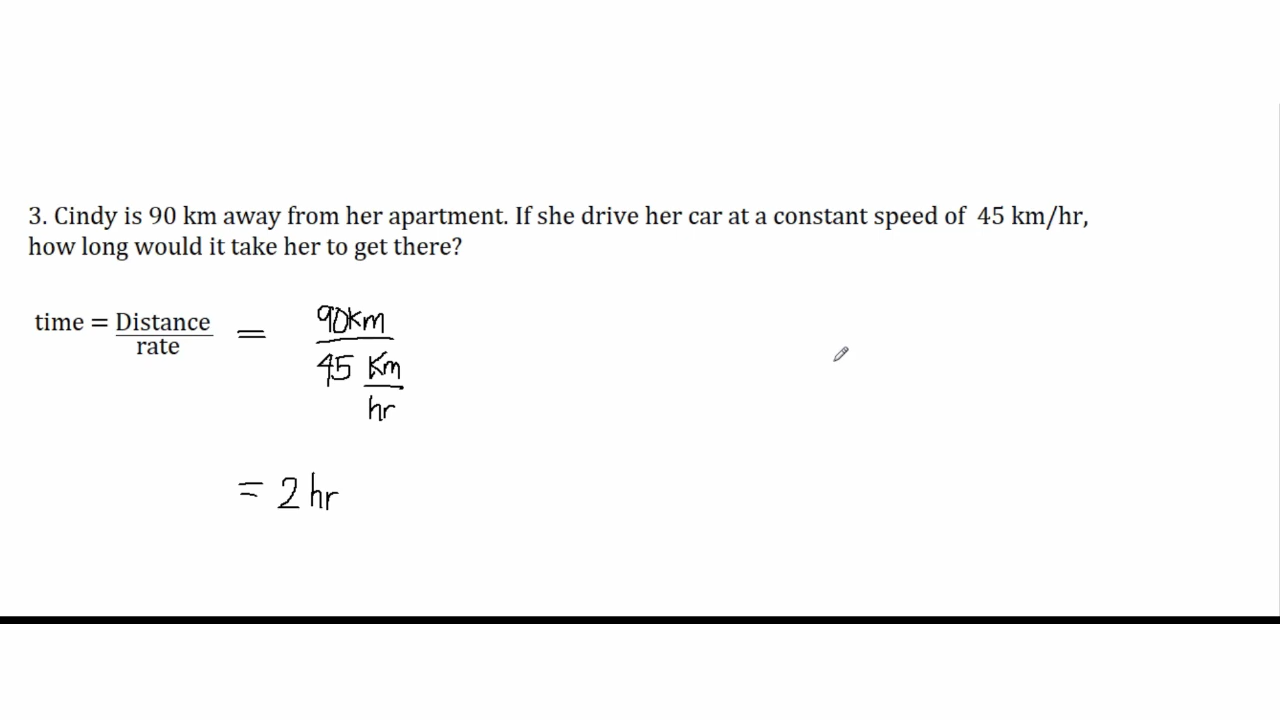 3. Cindy is 90 km away from her apartment. If she drive her car at a constant speed of  45 km/hr,
how long would it take her to get there?
time = Distance
rate
=
90km
45 Km
hr
= 2 hr